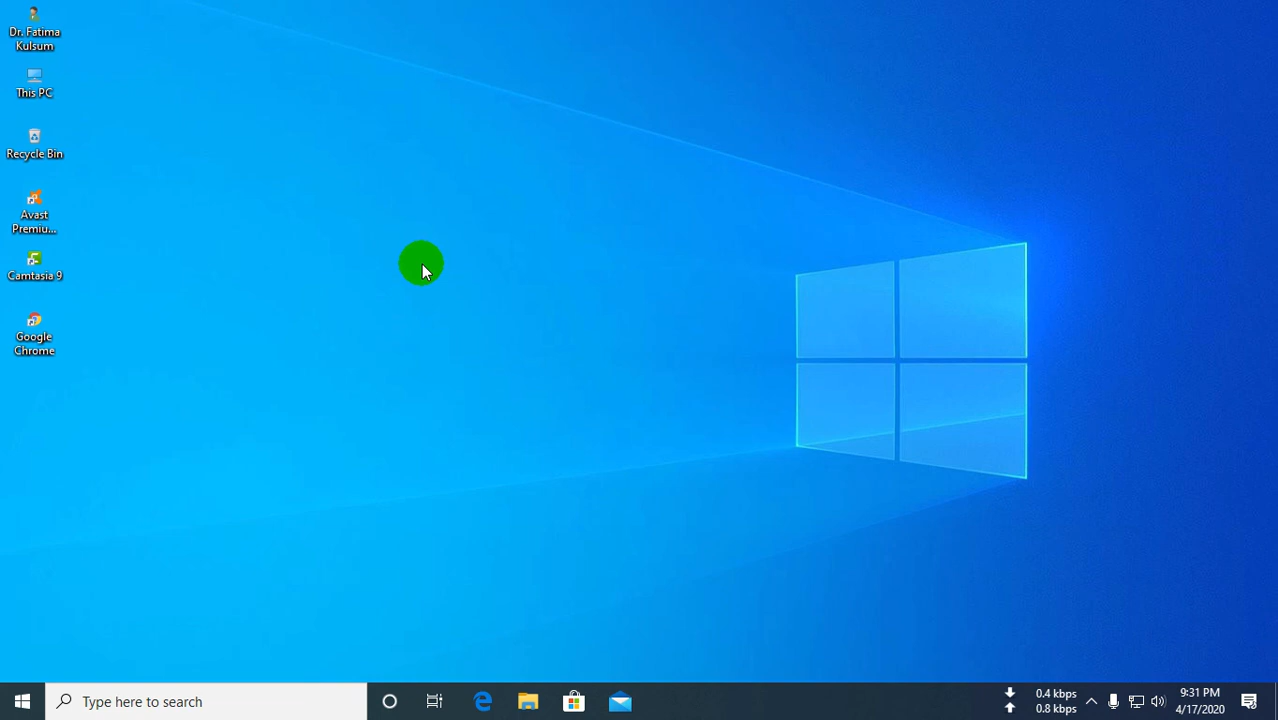 Dr. Fatima
Kulsum
This PC
Recycle Bin
Avast
Premiu...
Camtasia 9
Google
Chrome
Type here to search
0.4 kbps
0.8 kbps
9:31 PM
4/17/2020